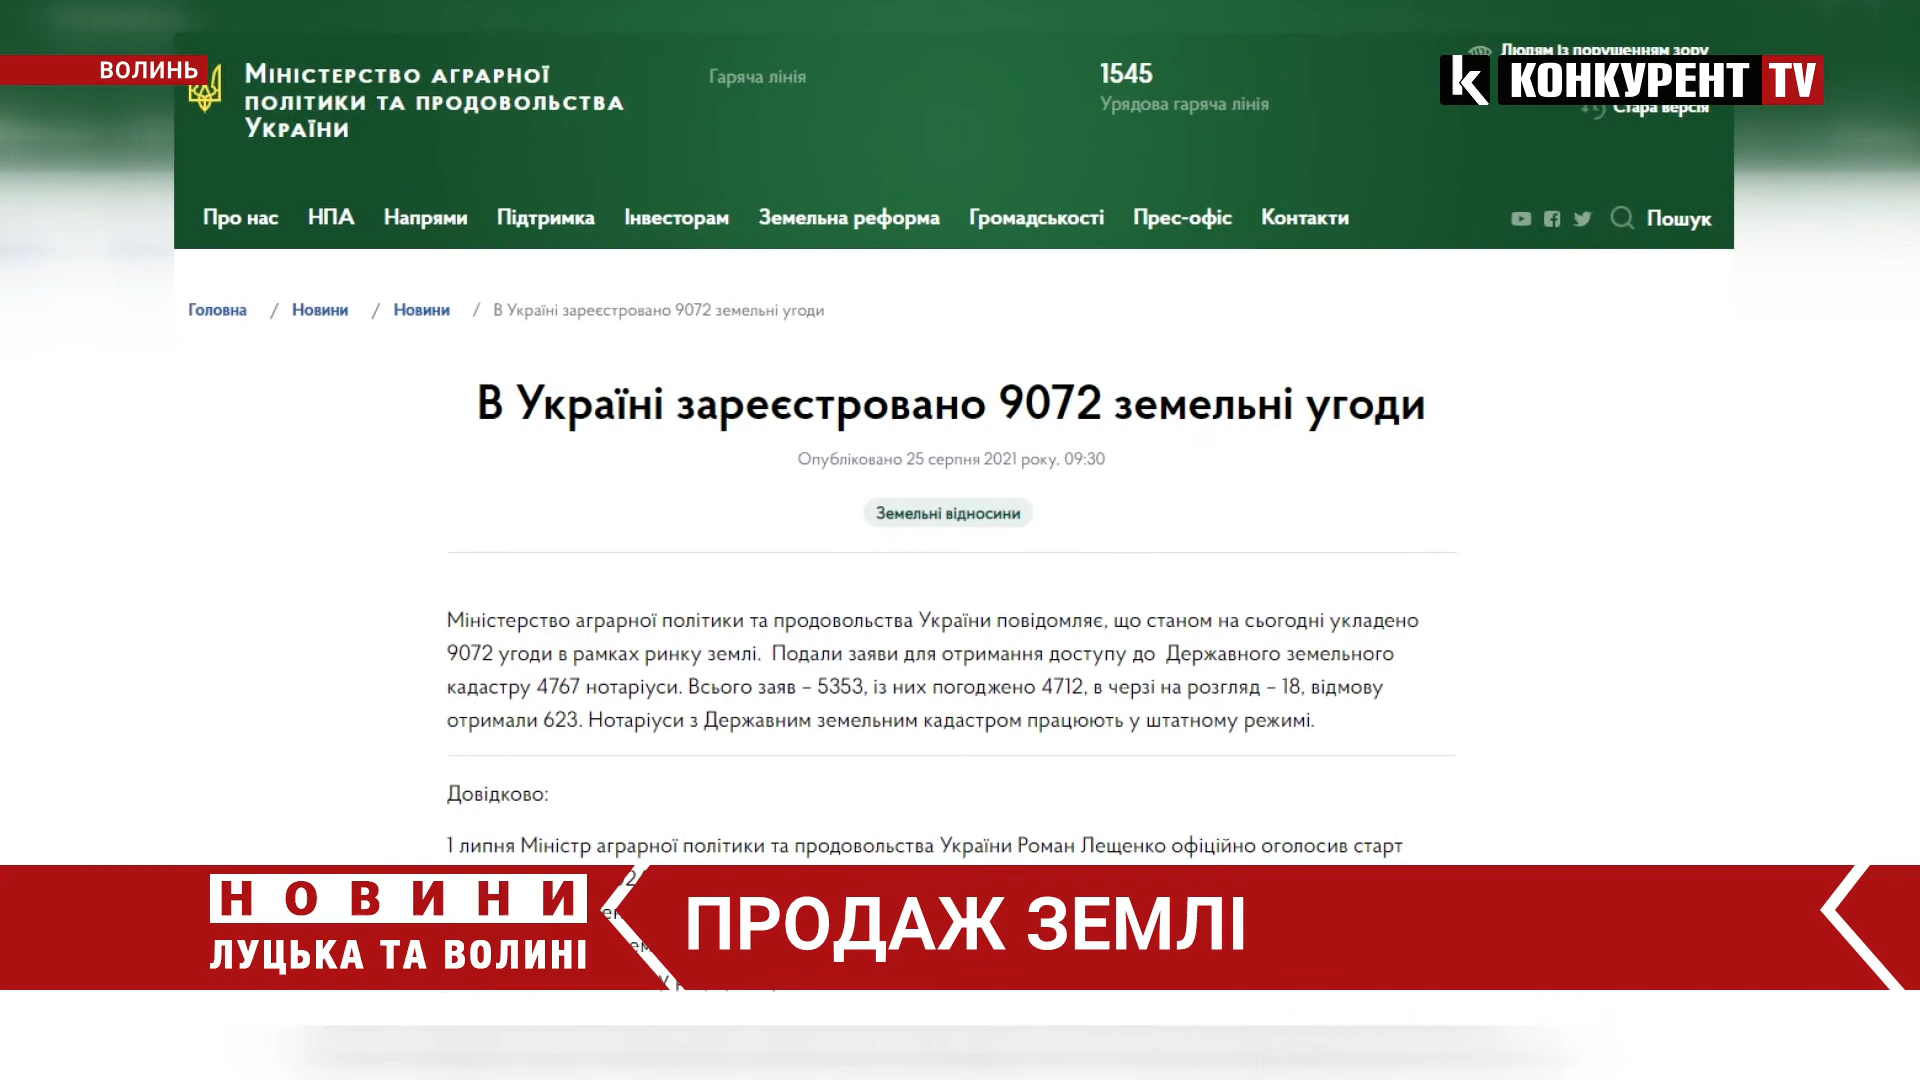 ВОЛИНЬ
Міністерство аграрної
політики та продовольства
України
Гаряча лінія
1545
Урядова гаряча лінія
Людям із порушенням зору
КОНКУРЕНТ TV
Стара версія
Про нас НПА Напрями Підтримка Інвесторам Земельна реформа Громадськості Прес-офіс Контакти Пошук
Головна / Новини / Новини / В Україні зареєстровано 9072 земельні угоди
В Україні зареєстровано 9072 земельні угоди
Опубліковано 25 серпня 2021 року, 09:30
Земельні відносини
Міністерство аграрної політики та продовольства України повідомляє, що станом на сьогодні укладено
9072 угоди в рамках ринку землі. Подали заяви для отримання доступу до Державного земельного
кадастру 4767 нотаріуси. Всього заяв – 5353, із них погоджено 4712, в черзі на розгляд – 18, відмову
отримали 623. Нотаріуси з Державним земельним кадастром працюють у штатному режимі.
Довідково:
1 липня Міністр аграрної політики та продовольства України Роман Лещенко офіційно оголосив старт
НОВИНИ
ЛУЦЬКА ТА ВОЛИНІ
ПРОДАЖ ЗЕМЛІ